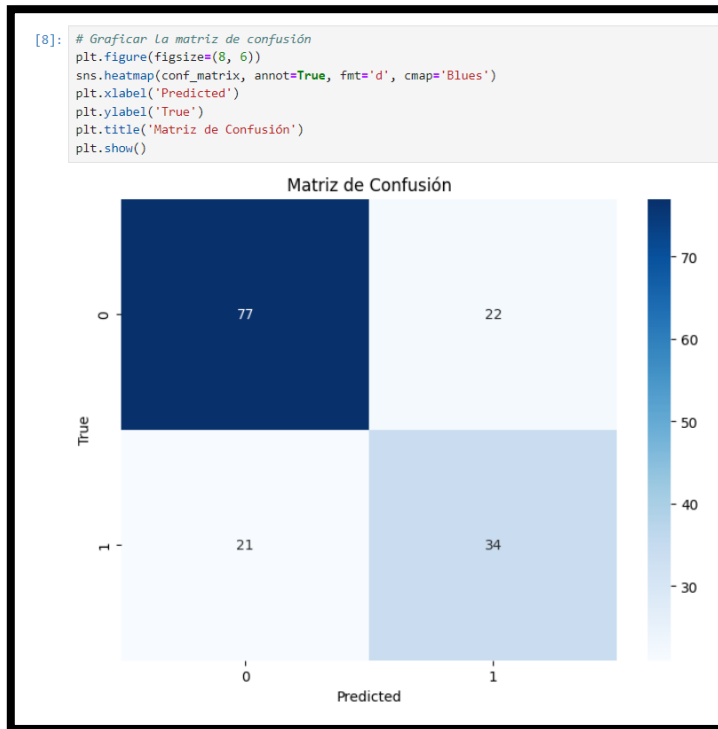 [8]: # Graficar la matriz de confusión
plt.figure(figsize=(8, 6))
sns.heatmap(conf_matrix, annot=True, fmt='d', cmap='Blues')
plt.xlabel('Predicted')
plt.ylabel('True')
plt.title('Matriz de Confusión')
plt.show()
Matriz de Confusión
70
0
77
22
60
True
50
40
1
21
34
30
0
1
Predicted